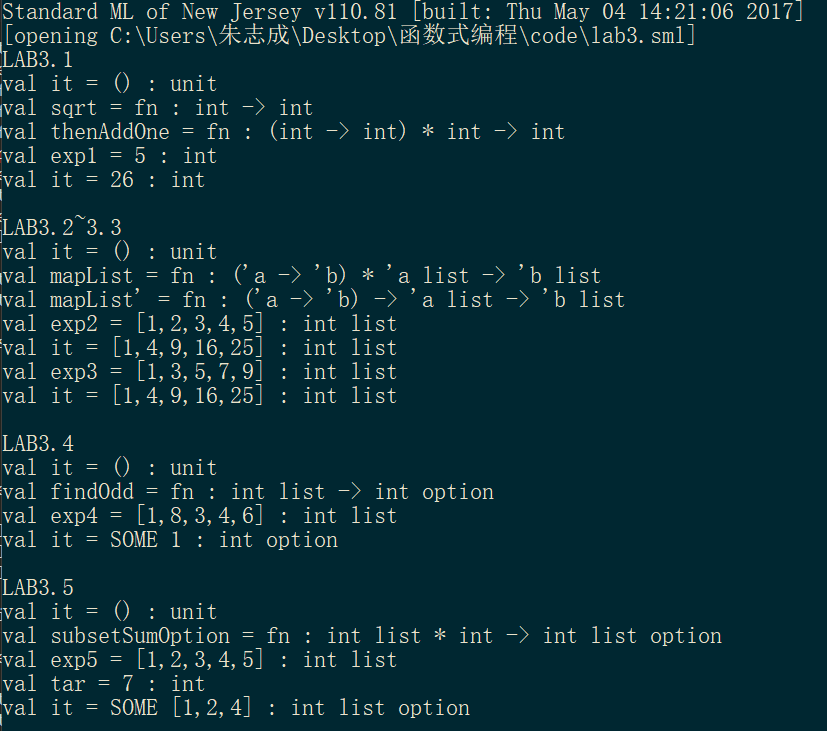 Standard ML of New Jersey v110.81 [built: Thu May 04 14:21:06 2017]
[opening C:\Users\朱志成\Desktop\函数式编程\code\lab3.sml]
LAB3.1
val it = () : unit
val sqrt = fn : int -> int
val thenAddOne = fn : (int -> int) * int -> int
val exp1 = 5 : int
val it = 26 : int
LAB3.2~3.3
val it = () : unit
val mapList = fn : ('a -> 'b) * 'a list -> 'b list
val mapList' = fn : ('a -> 'b) -> 'a list -> 'b list
val exp2 = [1,2,3,4,5] : int list
val it = [1,4,9,16,25] : int list
val exp3 = [1,3,5,7,9] : int list
val it = [1,4,9,16,25] : int list
LAB3.4
val it = () : unit
val findOdd = fn : int list -> int option
val exp4 = [1,8,3,4,6] : int list
val it = SOME 1 : int option
LAB3.5
val it = () : unit
val subsetSumOption = fn : int list * int -> int list option
val exp5 = [1,2,3,4,5] : int list
val tar = 7 : int
val it = SOME [1,2,4] : int list option